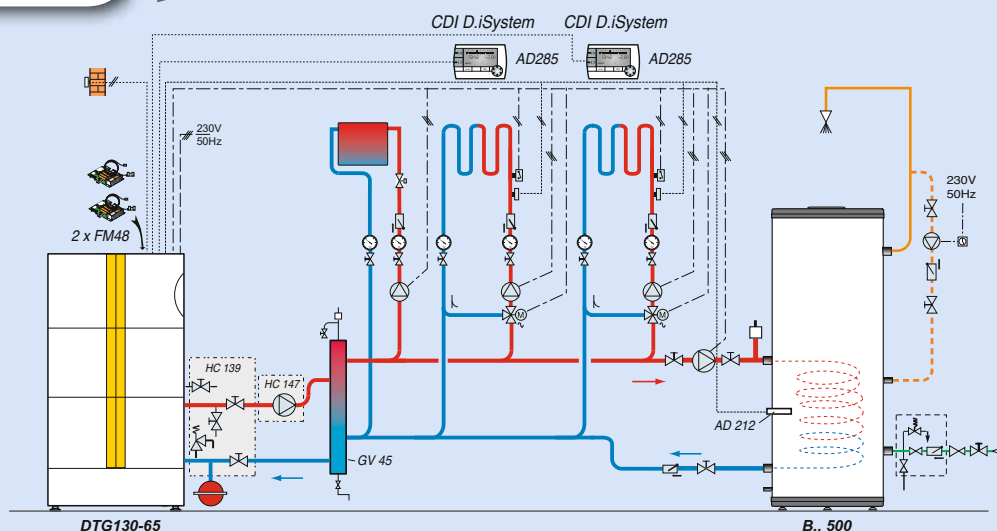 CDI D.iSystem
CDI D.iSystem
AD285
AD285
230V
50Hz
2 x FM48
230V
50Hz
HC 139
HC 147
M
M
AD 212
GV 45
DTG130-65
B.. 500